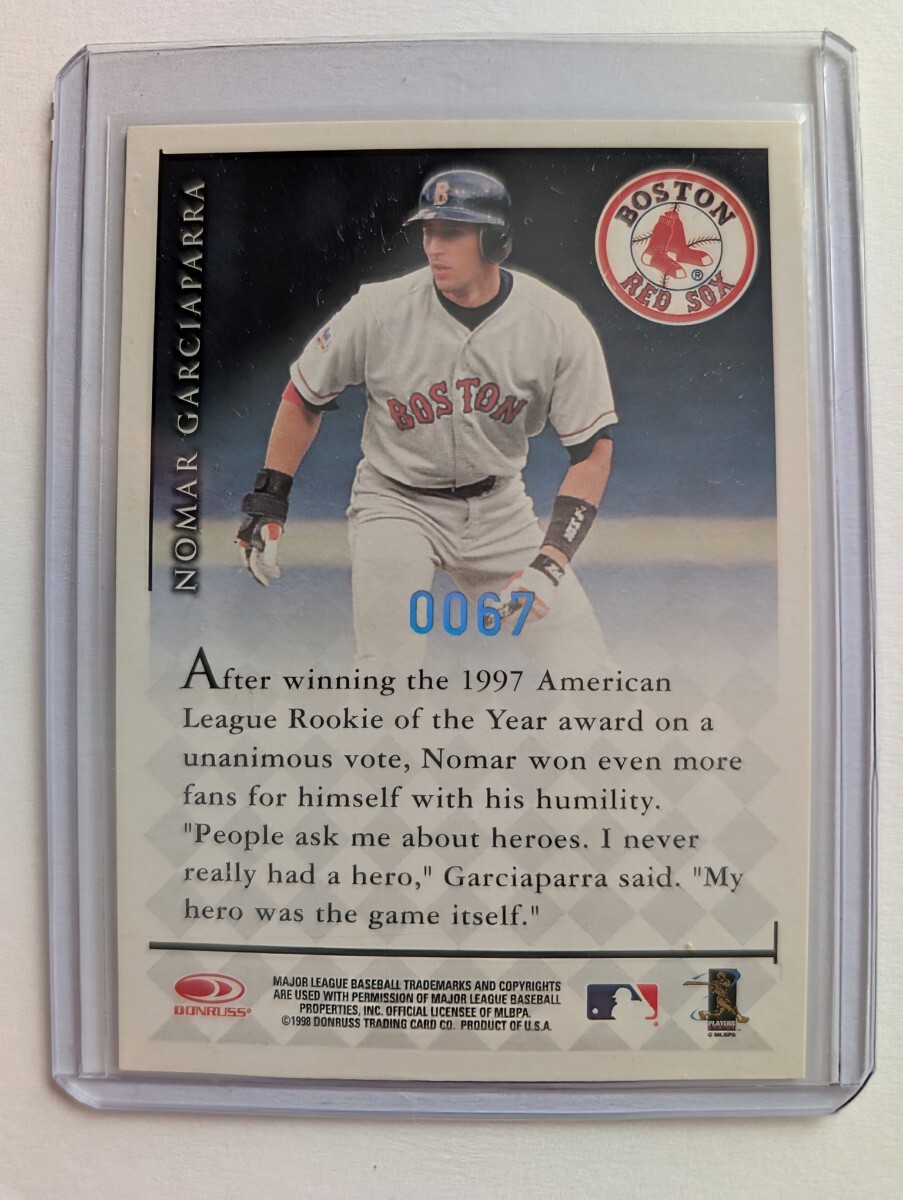 NOMAR GARCIAPARRA
B
BOSTON
RED SOX
®
BOSTON
0067
After winning the 1997 American
League Rookie of the Year award on a
unanimous vote, Nomar won even more
fans for himself with his humility.
"People ask me about heroes. I never
really had a hero," Garciaparra said. "My
hero was the game itself."
DONRUSS®
MAJOR LEAGUE BASEBALL TRADEMARKS AND COPYRIGHTS
ARE USED WITH PERMISSION OF MAJOR LEAGUE BASEBALL
PROPERTIES, INC. OFFICIAL LICENSEE OF MLBPA.
©1998 DONRUSS TRADING CARD CO. PRODUCT OF U.S.A.
PLAYERS
© MLBPA